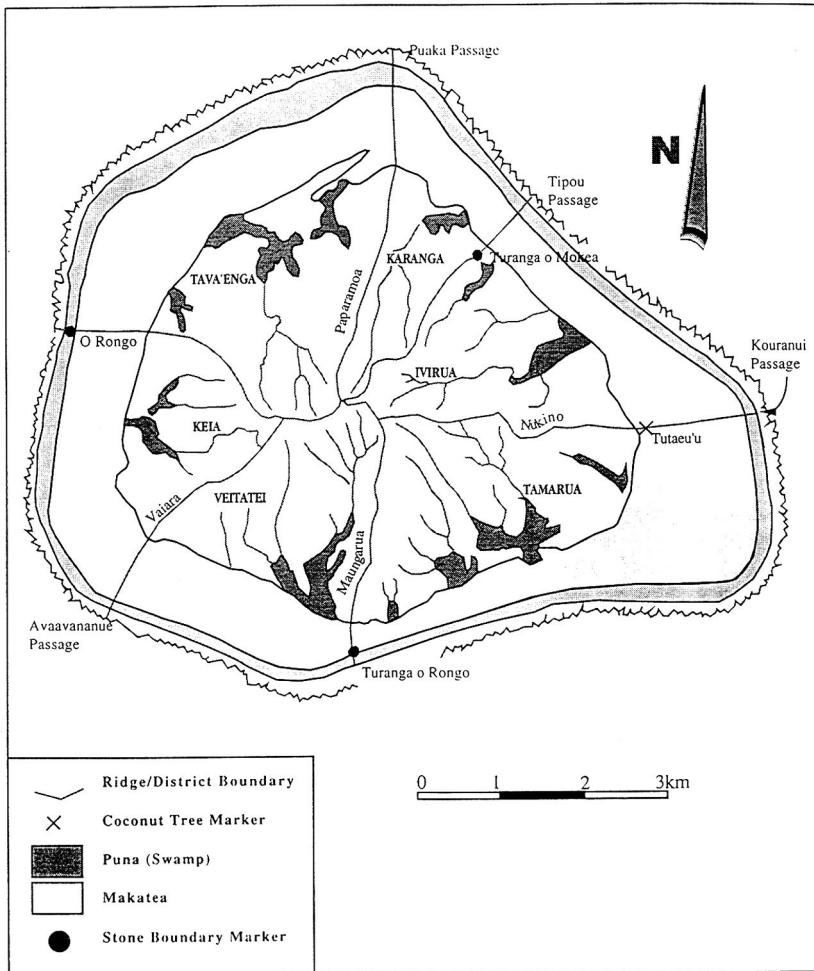 Puaka Passage
N
Tipou
Passage
KARANGA
Turanga o Mokea
TAVA'ENGA
Paparamoa
O Rongo
Kouranui
Passage
IVIRUA
KEIA
Nukino
Tutaeu'u
VEITATEI
Vaiara
TAMARUA
Maungarua
Avaavananue
Passage
Turanga o Rongo
Ridge/District Boundary
Coconut Tree Marker
Puna (Swamp)
Makatea
Stone Boundary Marker
0 1 2 3km